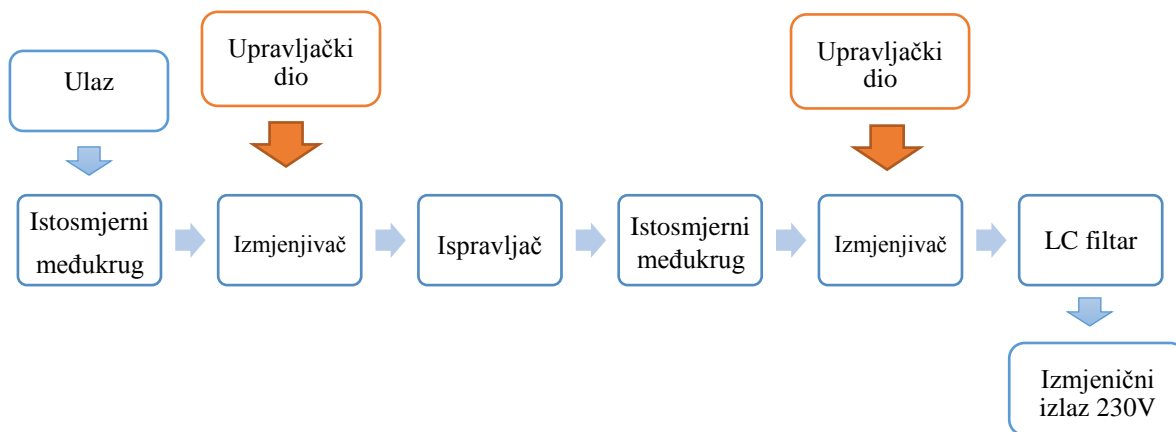 Ulaz
Upravljački
dio
Upravljački
dio
Istosmjerni
međukrug
Izmjenjivač
Ispravljač
Istosmjerni
međukrug
Izmjenjivač
LC filtar
Izmjenični
izlaz 230V